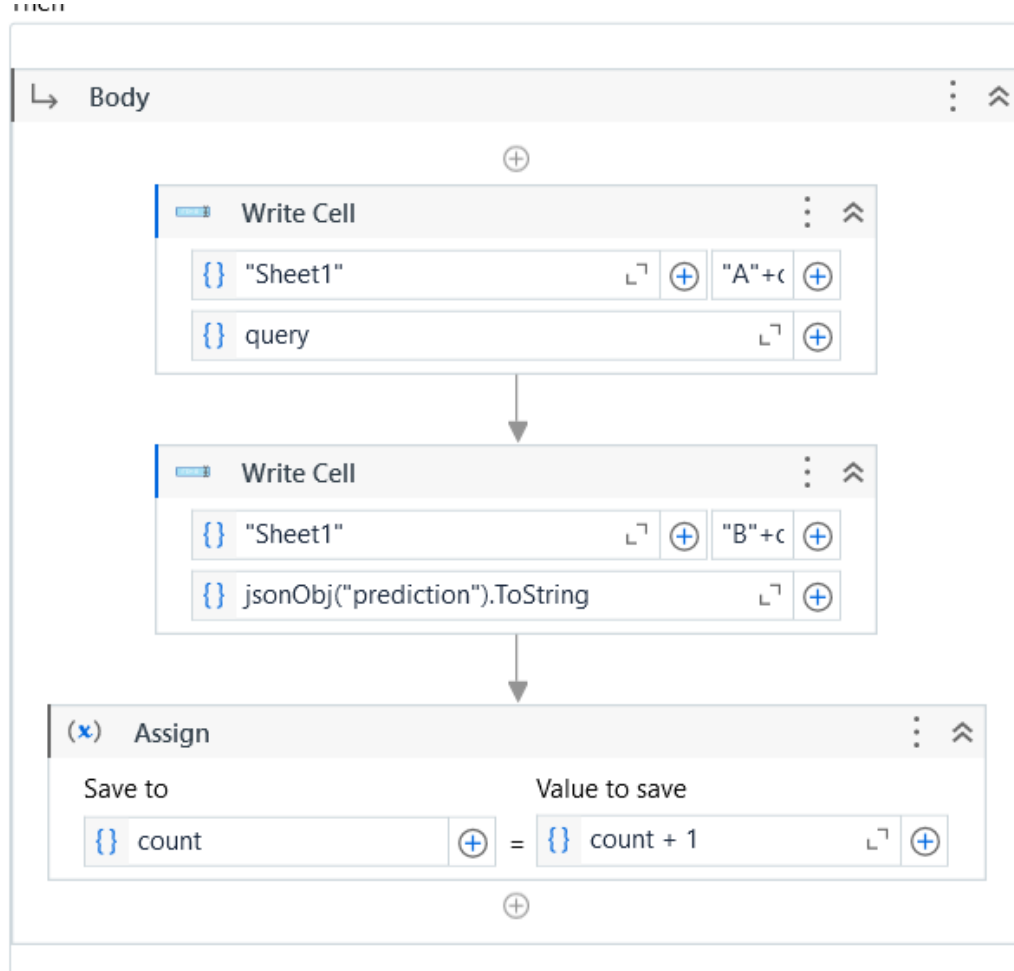 Then
Body
Write Cell
{} "Sheet1" "A"+c
{} query
Write Cell
{} "Sheet1" "B"+c
{} jsonObj("prediction").ToString
(x) Assign
Save to Value to save
{} count = {} count + 1